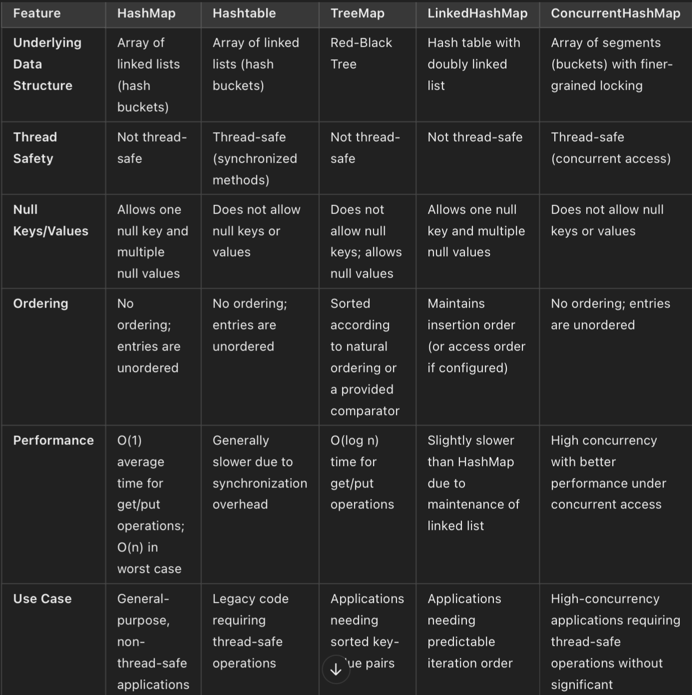 Feature HashMap Hashtable TreeMap LinkedHashMap ConcurrentHashMap
Underlying Data Structure
Array of linked lists (hash buckets)
Array of linked lists (hash buckets)
Red-Black Tree
Hash table with doubly linked list
Array of segments (buckets) with finer-grained locking
Thread Safety
Not thread-safe
Thread-safe (synchronized methods)
Not thread-safe
Not thread-safe
Thread-safe (concurrent access)
Null Keys/Values
Allows one null key and multiple null values
Does not allow null keys or values
Does not allow null keys; allows null values
Allows one null key and multiple null values
Does not allow null keys or values
Ordering
No ordering; entries are unordered
No ordering; entries are unordered
Sorted according to natural ordering or a provided comparator
Maintains insertion order (or access order if configured)
No ordering; entries are unordered
Performance
O(1) average time for get/put operations; O(n) in worst case
Generally slower due to synchronization overhead
O(log n) time for get/put operations
Slightly slower than HashMap due to maintenance of linked list
High concurrency with better performance under concurrent access
Use Case
General-purpose, non-thread-safe applications
Legacy code requiring thread-safe operations
Applications needing sorted key- pairs
Applications needing predictable iteration order
High-concurrency applications requiring thread-safe operations without significant